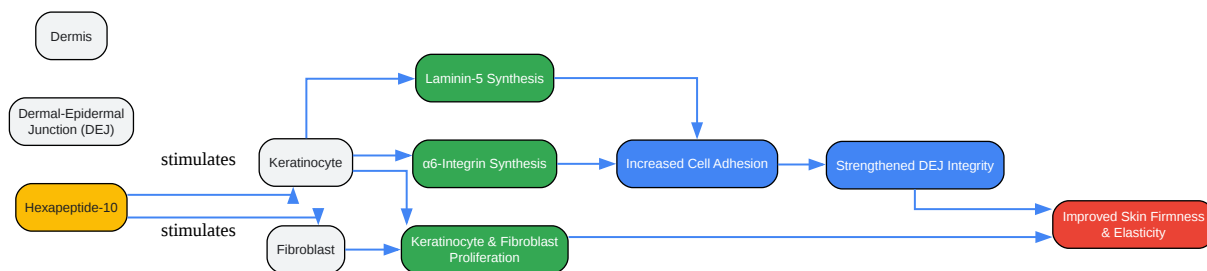 Dermis
Dermal-Epidermal
Junction (DEJ)
Hexapeptide-10
stimulates
stimulates
Keratinocyte
Fibroblast
Laminin-5 Synthesis
α6-Integrin Synthesis
Keratinocyte & Fibroblast
Proliferation
Increased Cell Adhesion
Strengthened DEJ Integrity
Improved Skin Firmness
& Elasticity